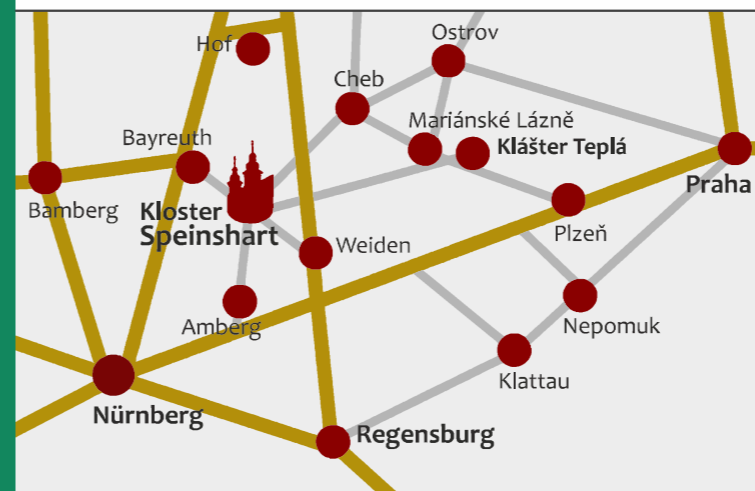 Ostrov
Hof
Cheb
Mariánské Lázně
Bayreuth
Klášter Teplá
Praha
Bamberg
Kloster
Speinshart
Weiden
Plzeň
Amberg
Nepomuk
Klattau
Nürnberg
Regensburg